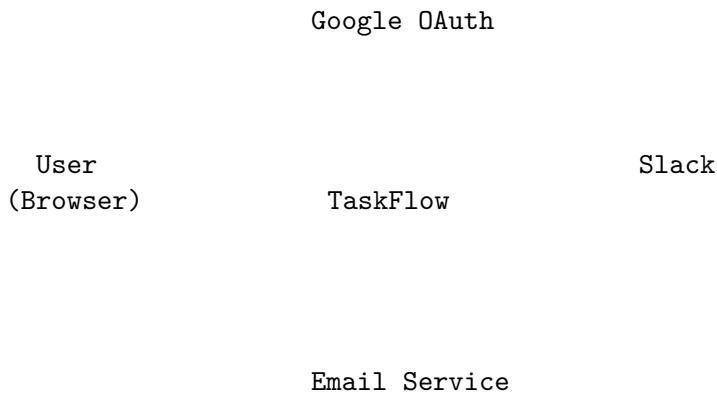 Google OAuth
User
(Browser)
TaskFlow
Slack
Email Service